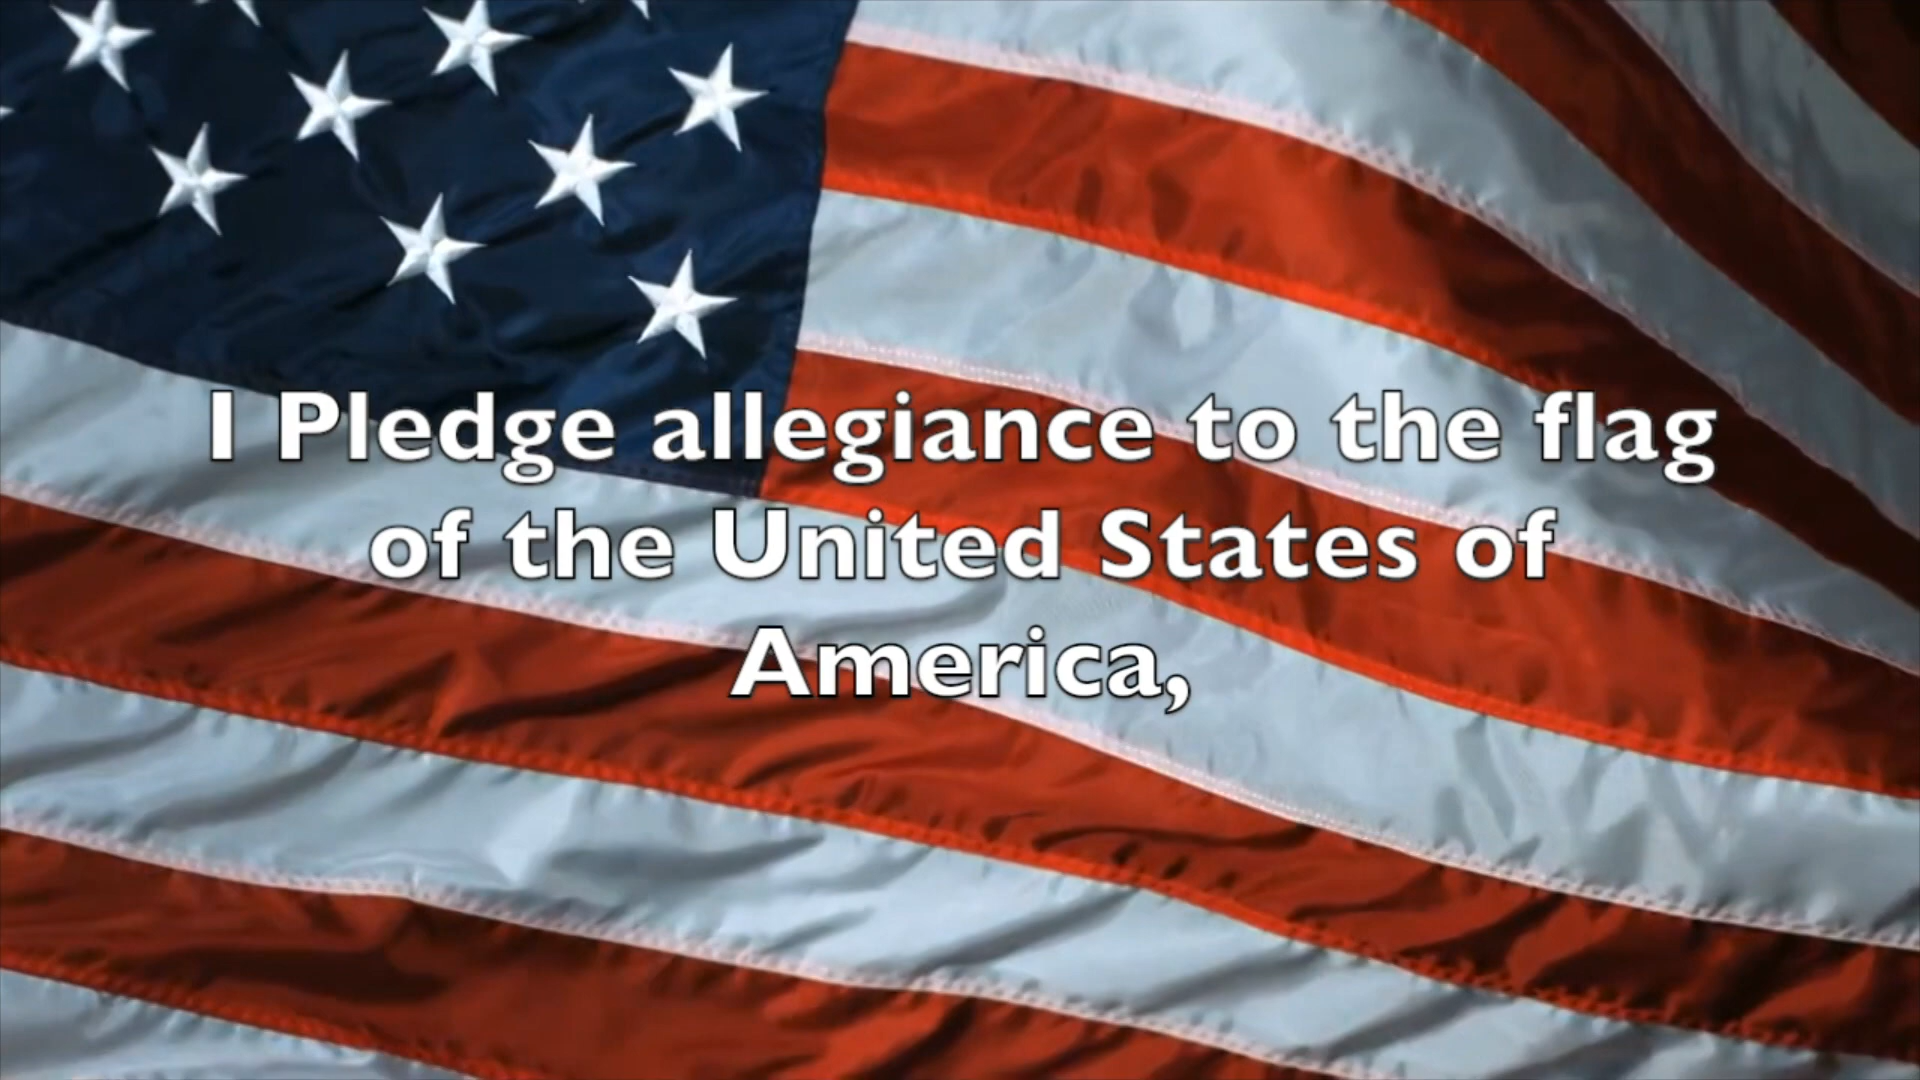 I Pledge allegiance to the flag
of the United States of
America,